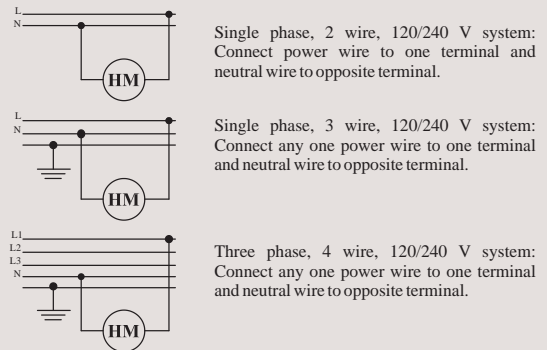 L
N
HM
Single phase, 2 wire, 120/240 V system:
Connect power wire to one terminal and
neutral wire to opposite terminal.
L
N
HM
Single phase, 3 wire, 120/240 V system:
Connect any one power wire to one terminal
and neutral wire to opposite terminal.
L1
L2
L3
N
HM
Three phase, 4 wire, 120/240 V system:
Connect any one power wire to one terminal
and neutral wire to opposite terminal.